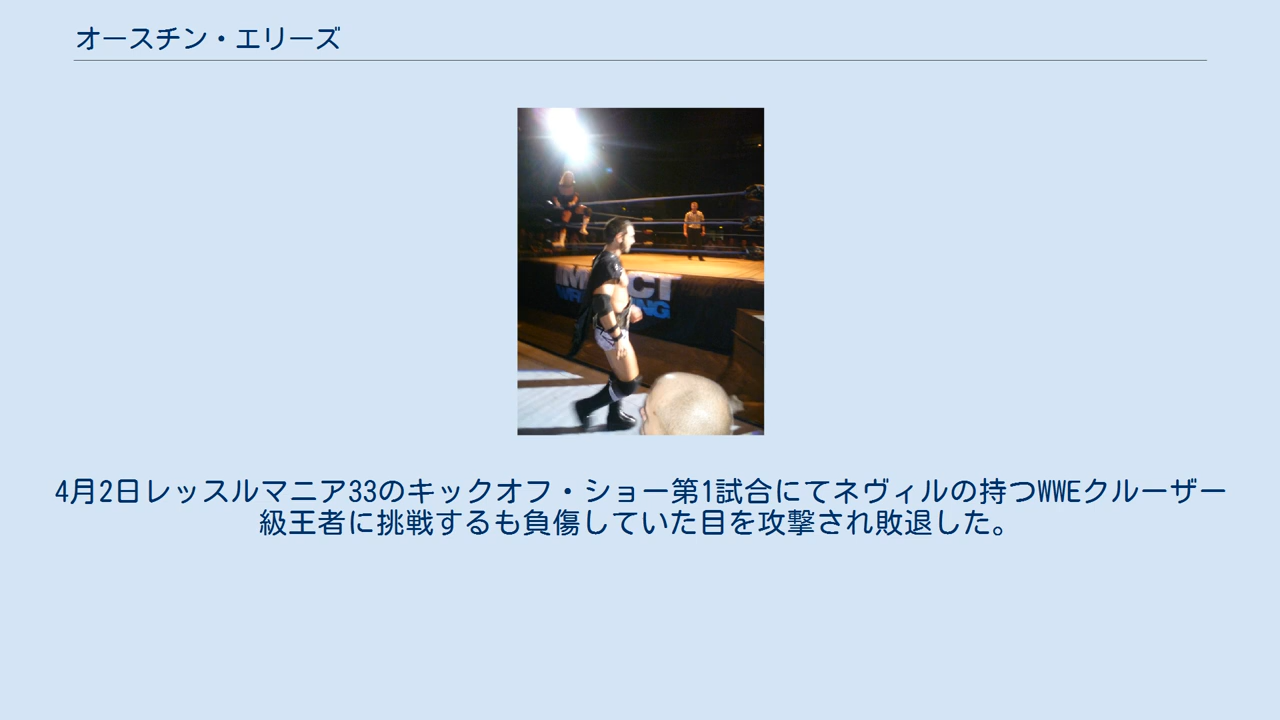 オースチン・エリーズ
IMPACT
WRESTLING
4月2日レッスルマニア33のキックオフ・ショー第1試合にてネヴィルの持つWWEクルーザー
級王者に挑戦するも負傷していた目を攻撃され敗退した。